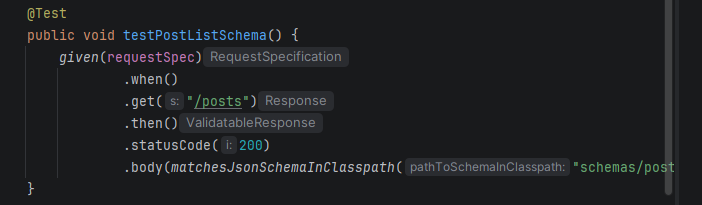 @Test
public void testPostListSchema() {
given(requestSpec) RequestSpecification
.when()
.get( s: "/posts") Response
.then() ValidatableResponse
.statusCode( i: 200)
.body(matchesJsonSchemaInClasspath( pathToSchemaInClasspath: "schemas/post
}